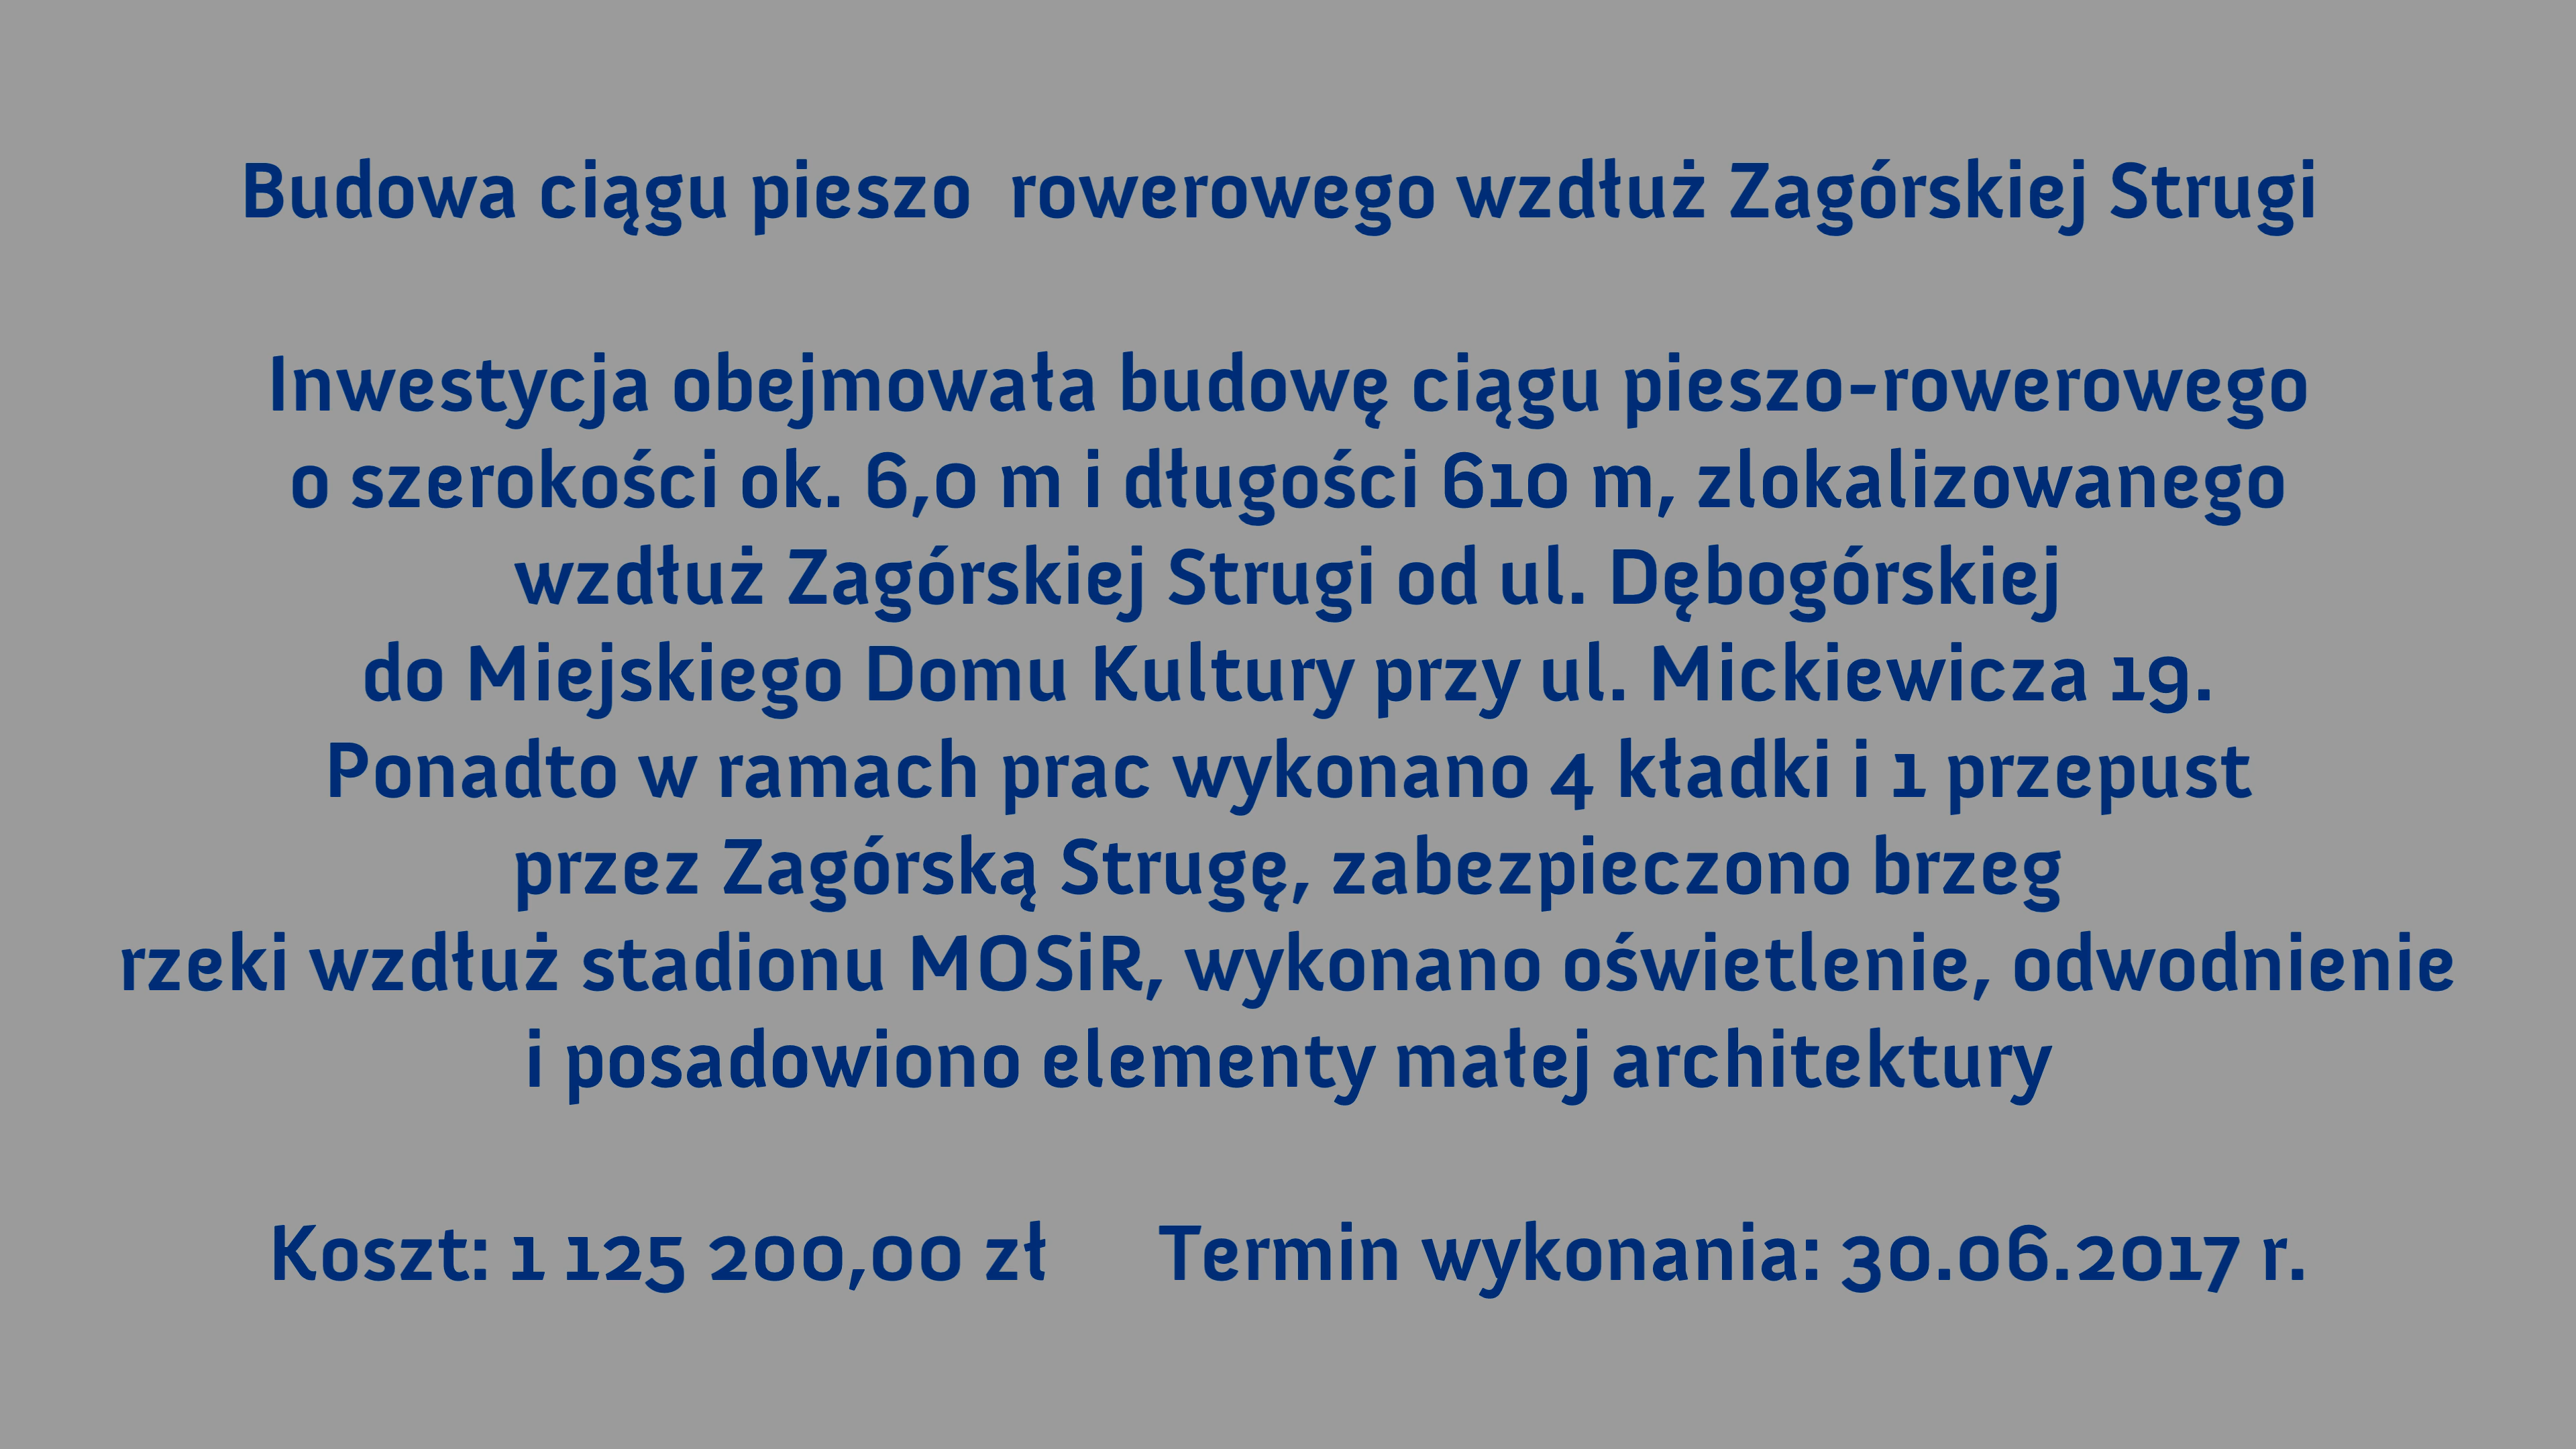 Budowa ciągu pieszo  rowerowego wzdłuż Zagórskiej Strugi
Inwestycja obejmowała budowę ciągu pieszo-rowerowego
o szerokości ok. 6,0 m i długości 610 m, zlokalizowanego
wzdłuż Zagórskiej Strugi od ul. Dębogórskiej
do Miejskiego Domu Kultury przy ul. Mickiewicza 19.
Ponadto w ramach prac wykonano 4 kładki i 1 przepust
przez Zagórską Strugę, zabezpieczono brzeg
rzeki wzdłuż stadionu MOSiR, wykonano oświetlenie, odwodnienie
i posadowiono elementy małej architektury
Koszt: 1 125 200,00 zł     Termin wykonania: 30.06.2017 r.